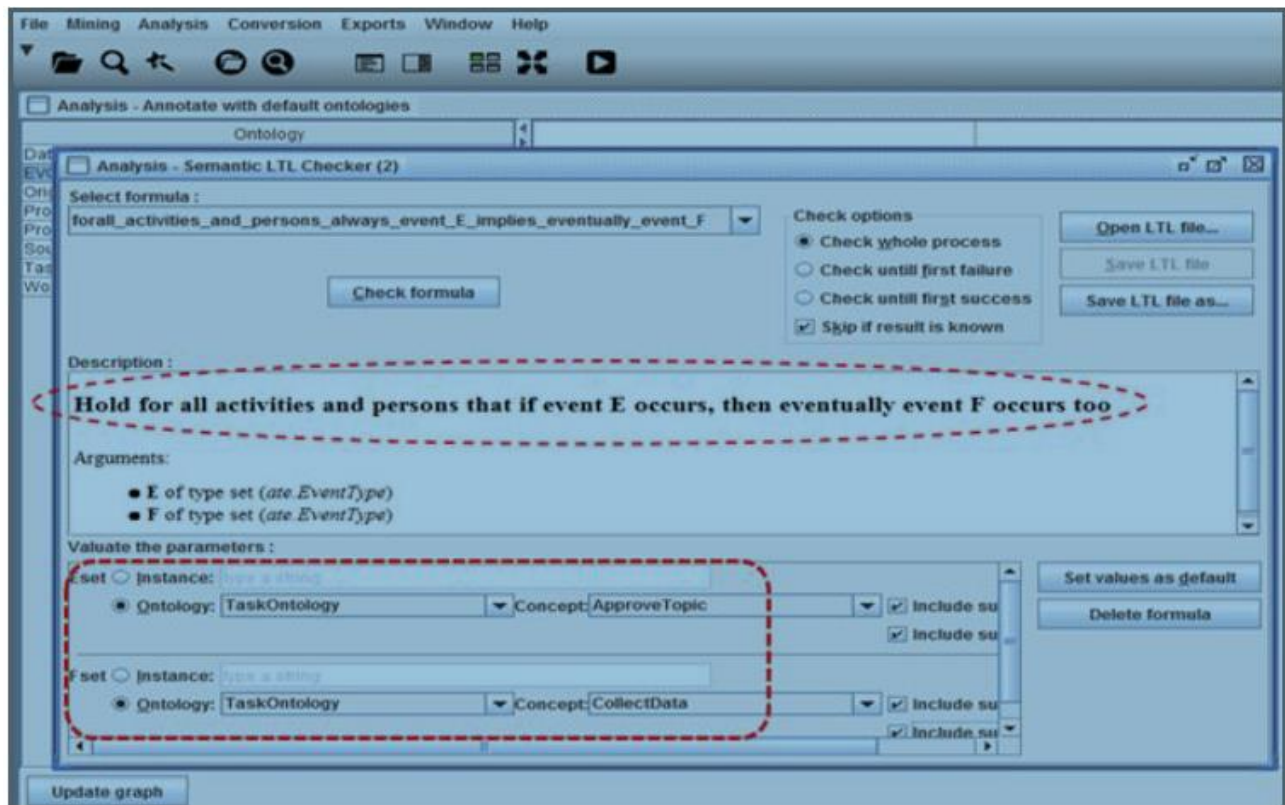 File Mining Analysis Conversion Exports Window Help
Analysis - Annotate with default ontologies
Ontology
Analysis - Semantic LTL Checker (2)
Select formula :
forall_activities_and_persons_always_event_E_implies_eventually_event_F
Check options
Check whole process
Check untill first failure
Check untill first success
Skip if result is known
Open LTL file...
Save LTL file
Save LTL file as...
Check formula
Description :
Hold for all activities and persons that if event E occurs, then eventually event F occurs too
Arguments:
E of type set (ate.EventType)
F of type set (ate.EventType)
Valuate the parameters :
Eset Instance: type a string
Ontology: TaskOntology Concept: ApproveTopic Include su
Include su
Fset Instance: type a string
Ontology: TaskOntology Concept: CollectData Include su
Include su
Set values as default
Delete formula
Update graph